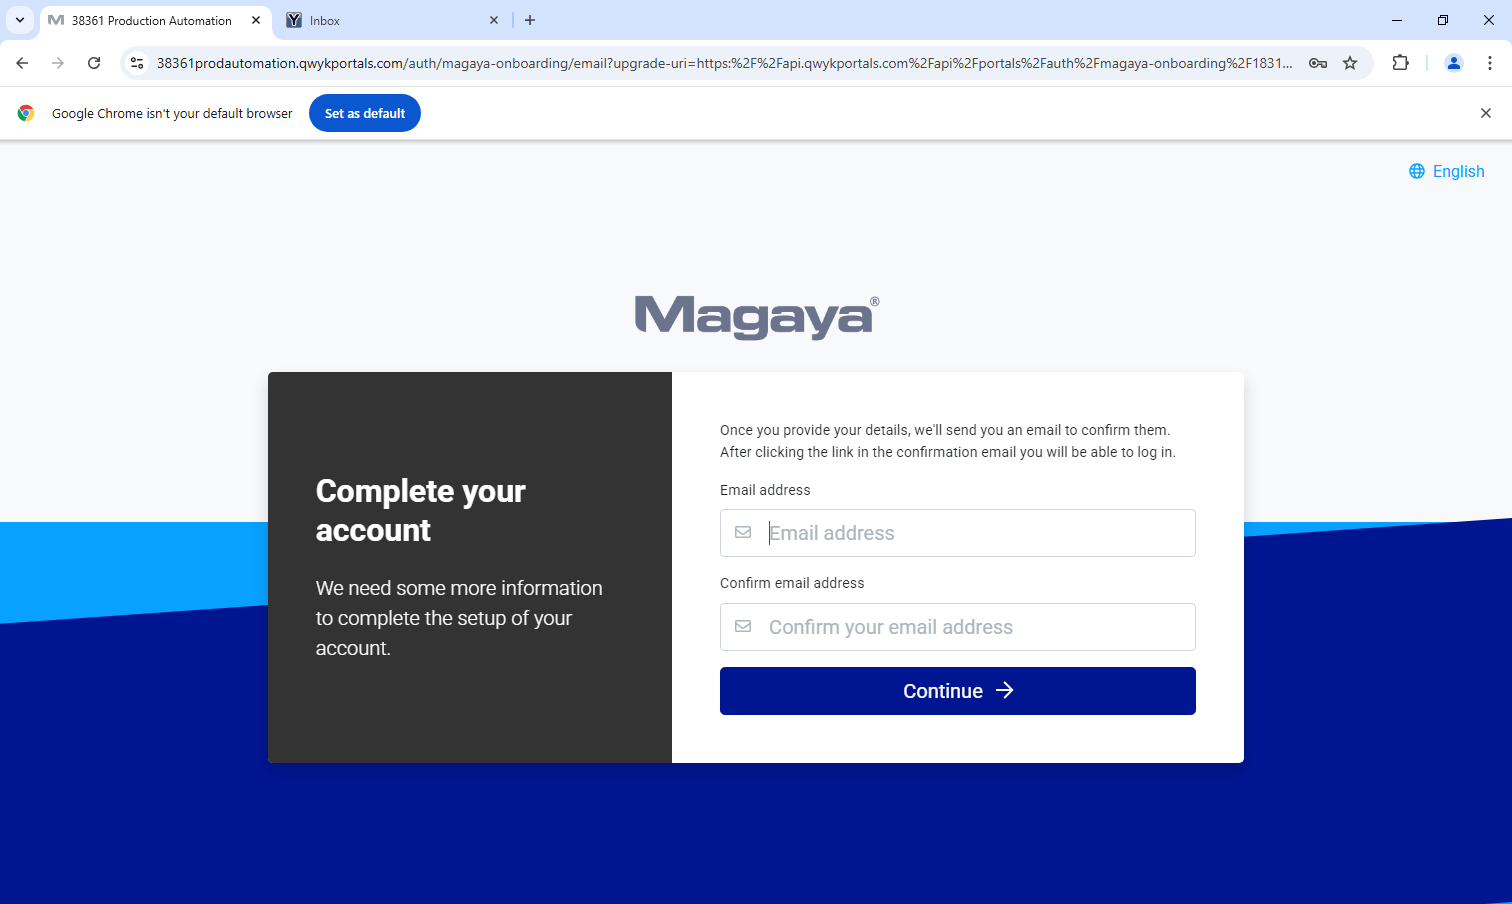 38361 Production Automation
Inbox
38361prodautomation.qwykportals.com/auth/magaya-onboarding/email?upgrade-uri=https:%2F%2Fapi.qwykportals.com%2Fapi%2Fportals%2Fauth%2Fmagaya-onboarding%2F1831...
Google Chrome isn't your default browser
Set as default
English
Magaya®
Complete your
account
We need some more information
to complete the setup of your
account.
Once you provide your details, we'll send you an email to confirm them.
After clicking the link in the confirmation email you will be able to log in.
Email address
Email address
Confirm email address
Confirm your email address
Continue